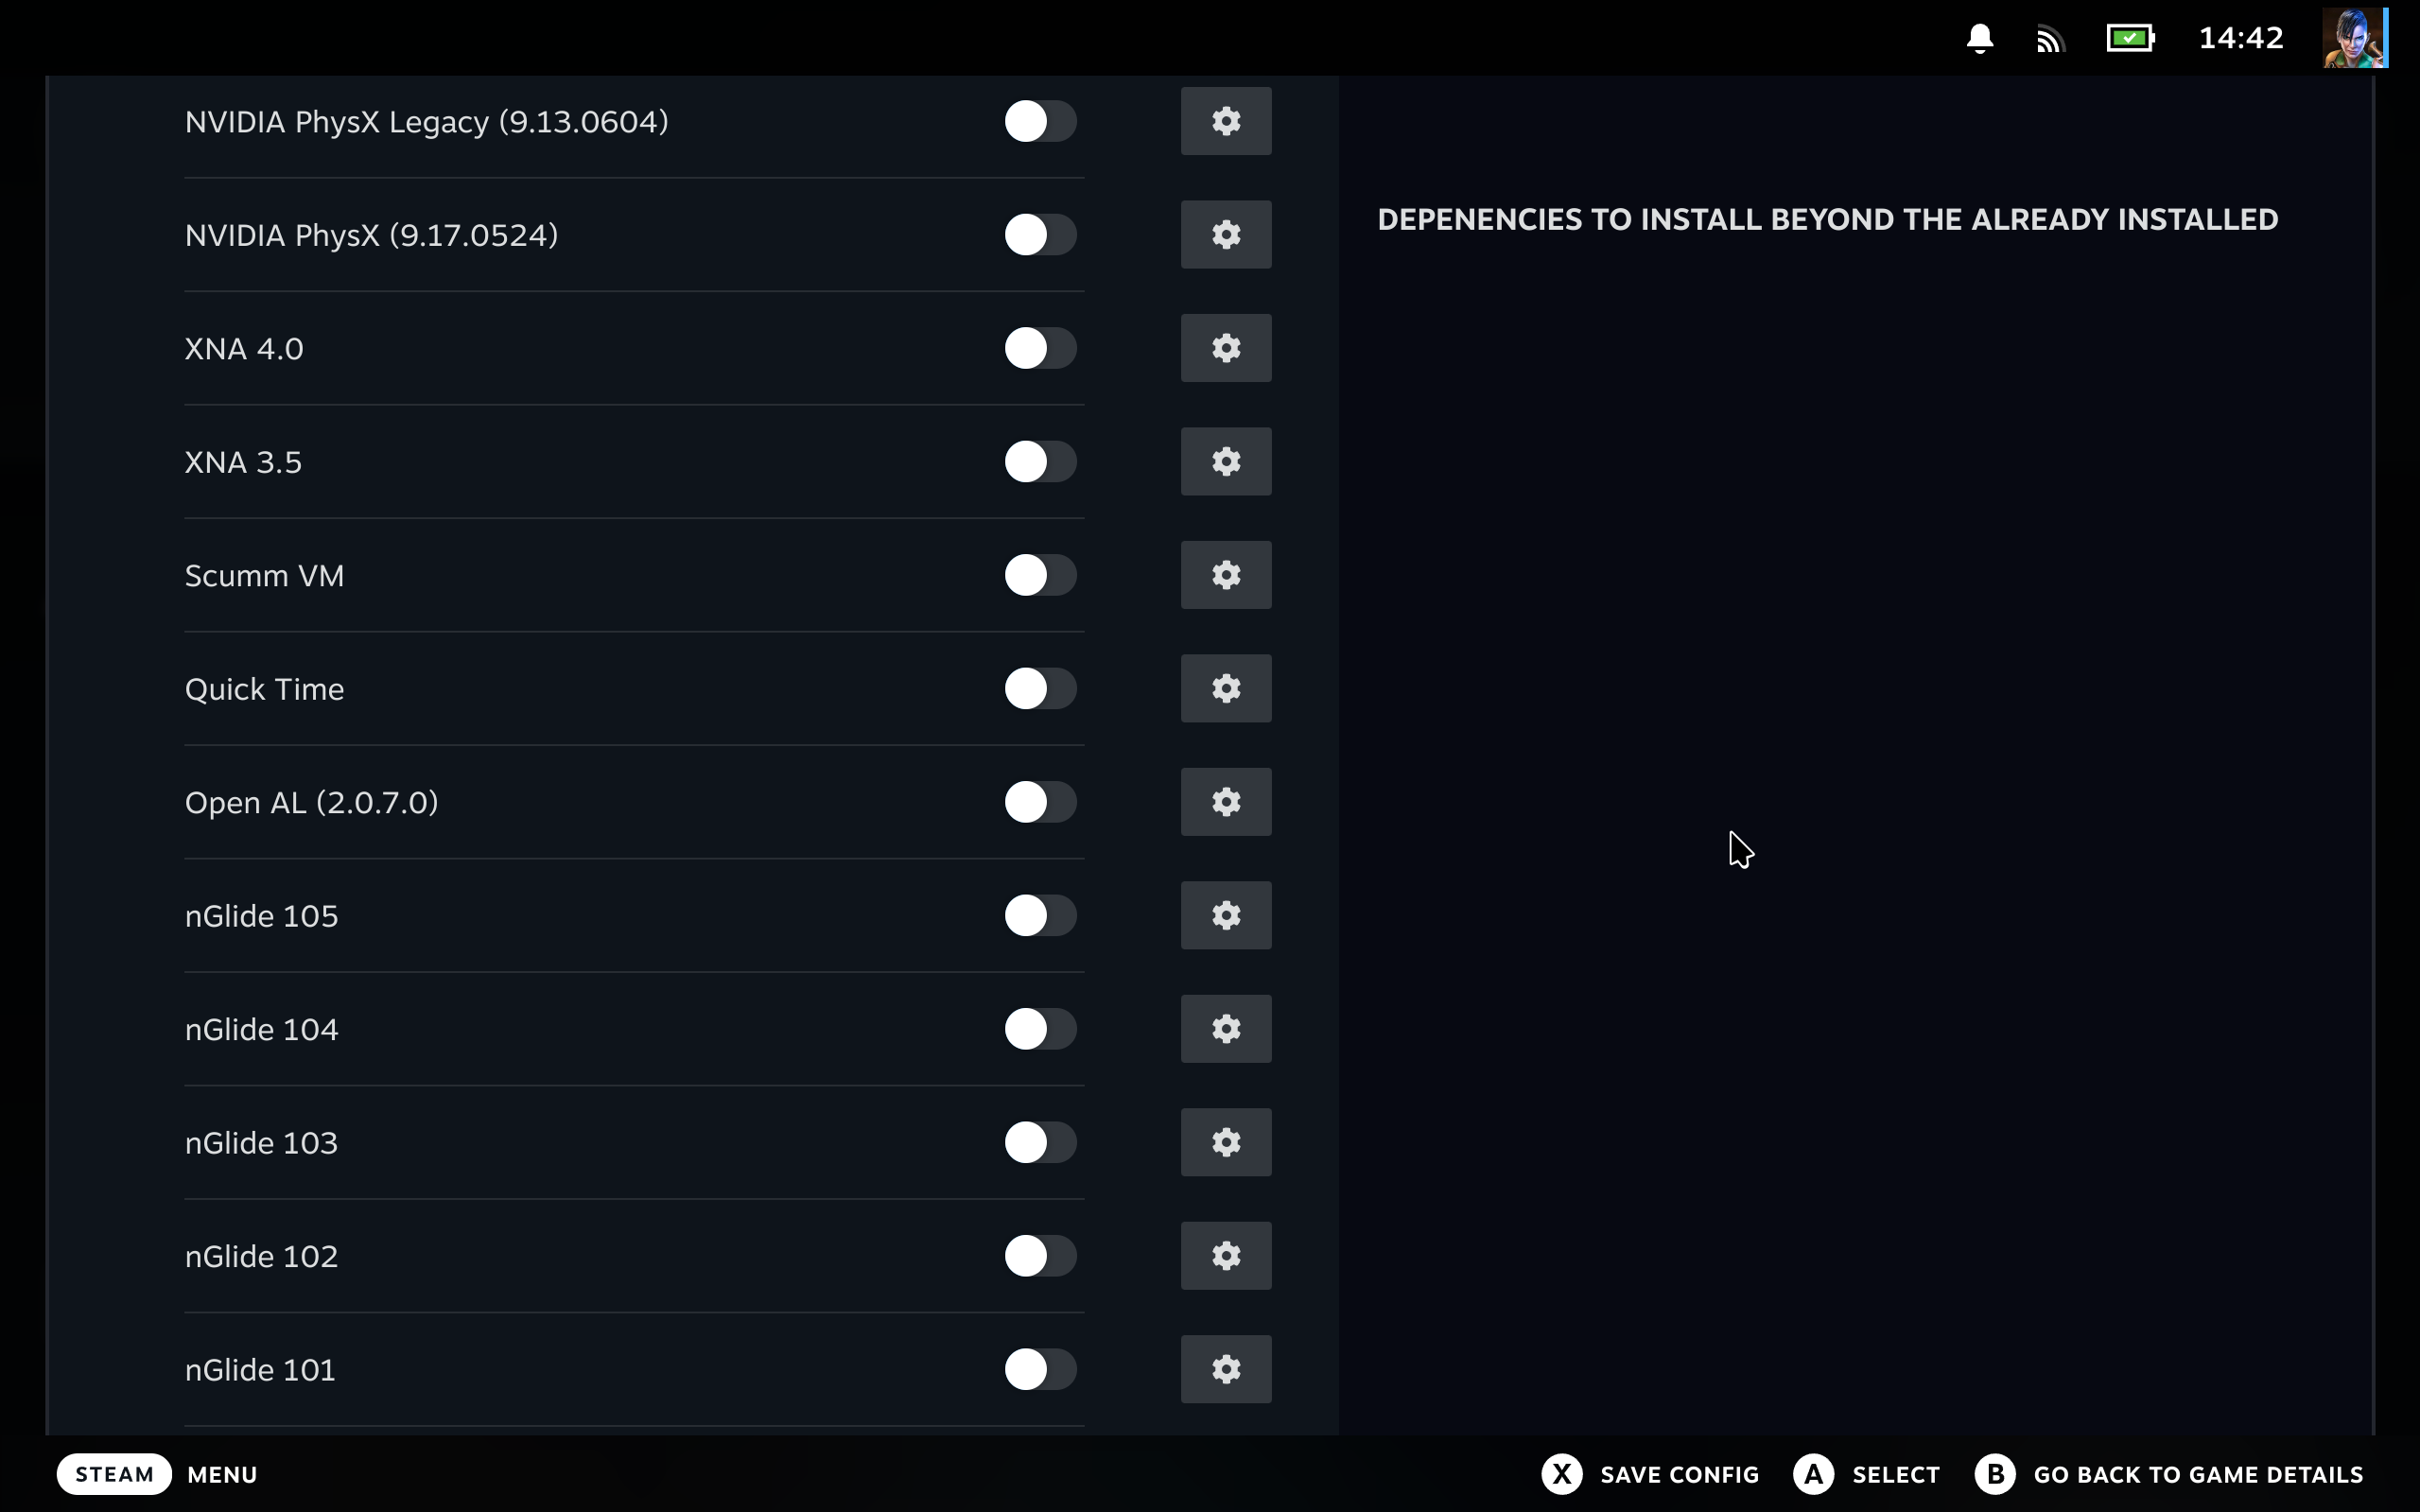 14:42
NVIDIA PhysX Legacy (9.13.0604)
NVIDIA PhysX (9.17.0524)
XNA 4.0
XNA 3.5
Scumm VM
Quick Time
Open AL (2.0.7.0)
nGlide 105
nGlide 104
nGlide 103
nGlide 102
nGlide 101
DEPENENCIES TO INSTALL BEYOND THE ALREADY INSTALLED
STEAM MENU
X SAVE CONFIG A SELECT B GO BACK TO GAME DETAILS